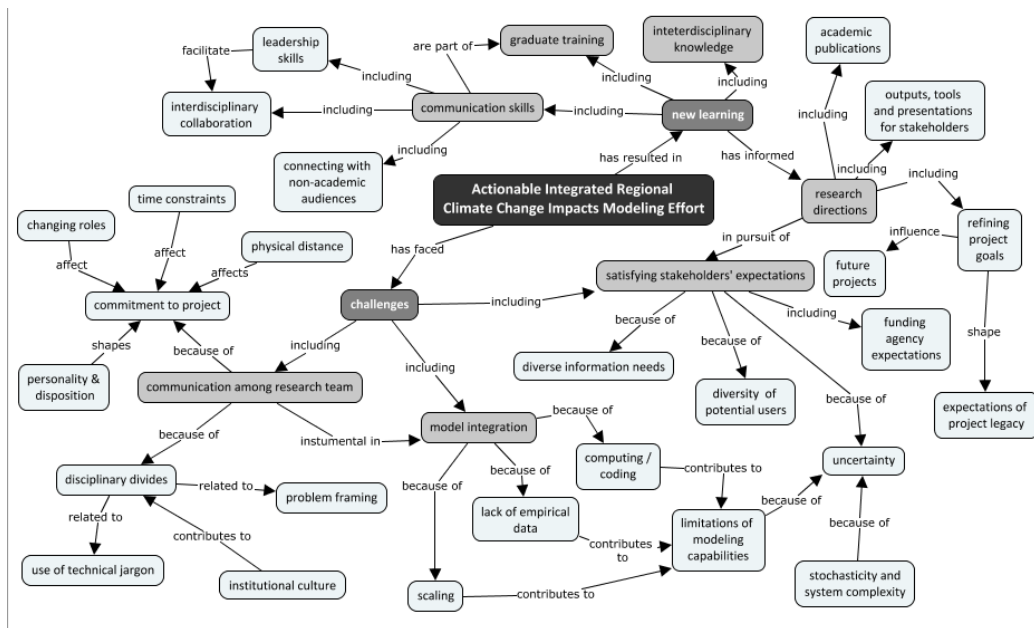 leadership
skills
facilitate
are part of
graduate training
inteterdisciplinary
knowledge
academic
publications
including
including
including
interdisciplinary
collaboration
including
communication skills
including
new learning
including
outputs, tools
and presentations
for stakeholders
including
connecting with
non-academic
audiences
has resulted in
has informed
including
including
Actionable Integrated Regional
Climate Change Impacts Modeling Effort
research
directions
time constraints
changing roles
affect
affect
physical distance
affects
has faced
in pursuit of
influence
refining
project
goals
future
projects
commitment to project
challenges
including
satisfying stakeholders' expectations
shapes
because of
including
because of
including
funding
agency
expectations
shape
personality &
disposition
communication among research team
including
diverse information needs
because of
diversity of
potential users
because of
expectations of
project legacy
because of
instumental in
model integration
because of
computing /
coding
contributes to
uncertainty
disciplinary divides
related to
problem framing
because of
because of
lack of empirical
data
because of
related to
contributes to
contributes
to
limitations of
modeling
capabilities
because of
use of technical jargon
institutional culture
scaling
contributes to
stochasticity and
system complexity